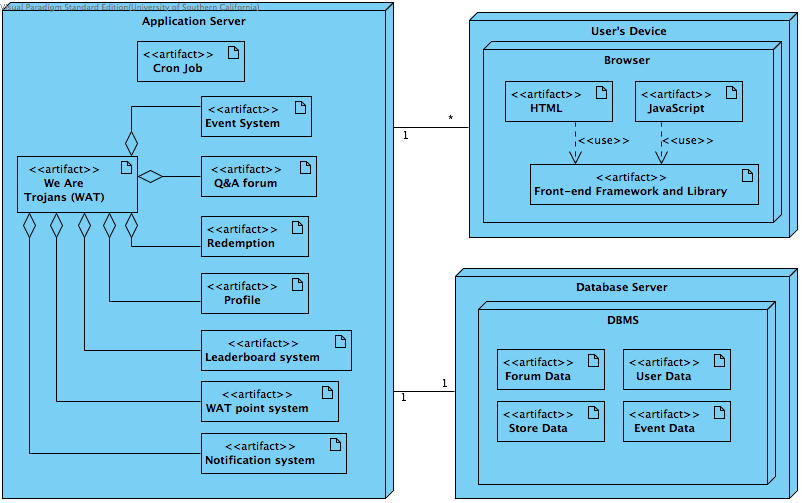 Visual Paradigm Standard Edition(University of Southern California)
Application Server
<<artifact>>
Cron Job
<<artifact>>
Event System
<<artifact>>
We Are
Trojans (WAT)
<<artifact>>
Q&A forum
<<artifact>>
Redemption
<<artifact>>
Profile
<<artifact>>
Leaderboard system
<<artifact>>
WAT point system
<<artifact>>
Notification system
1
*
1
1
User's Device
Browser
<<artifact>>
HTML
<<artifact>>
JavaScript
<<use>>
<<use>>
<<artifact>>
Front-end Framework and Library
Database Server
DBMS
<<artifact>>
Forum Data
<<artifact>>
User Data
<<artifact>>
Store Data
<<artifact>>
Event Data